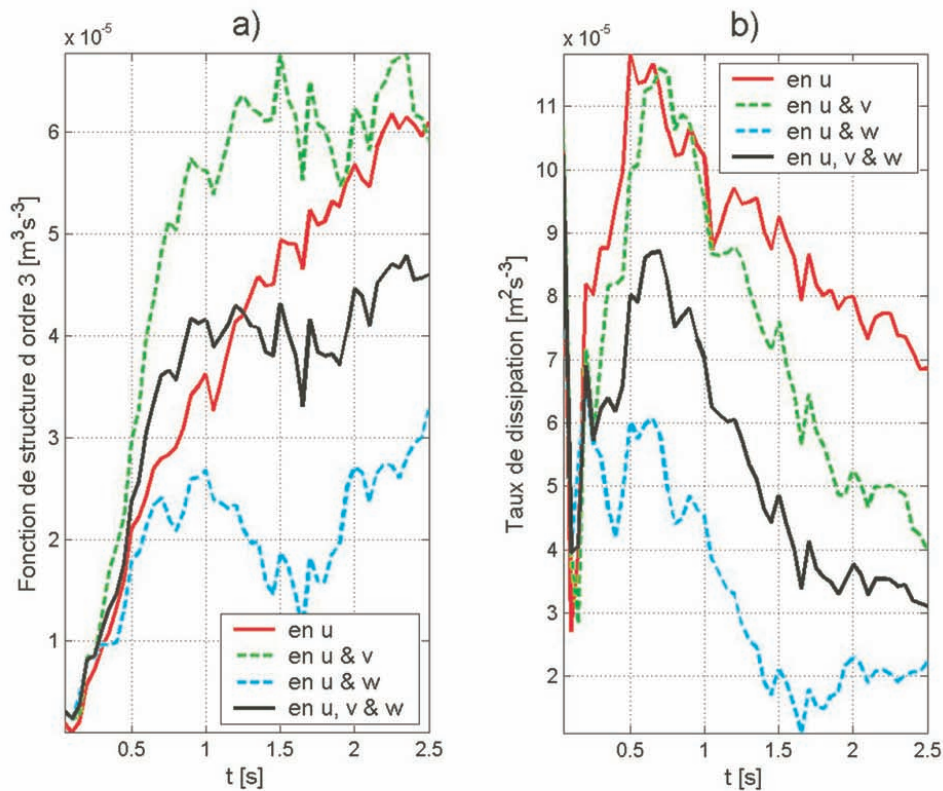 a)
x 10⁻⁵
Fonction de structure d ordre 3 [m³s⁻³]
6
5
4
3
2
1
en u
en u & v
en u & w
en u, v & w
0.5 1 1.5 2 2.5
t [s]
b)
x 10⁻⁵
Taux de dissipation [m²s⁻³]
11
10
9
8
7
6
5
4
3
2
en u
en u & v
en u & w
en u, v & w
0.5 1 1.5 2 2.5
t [s]